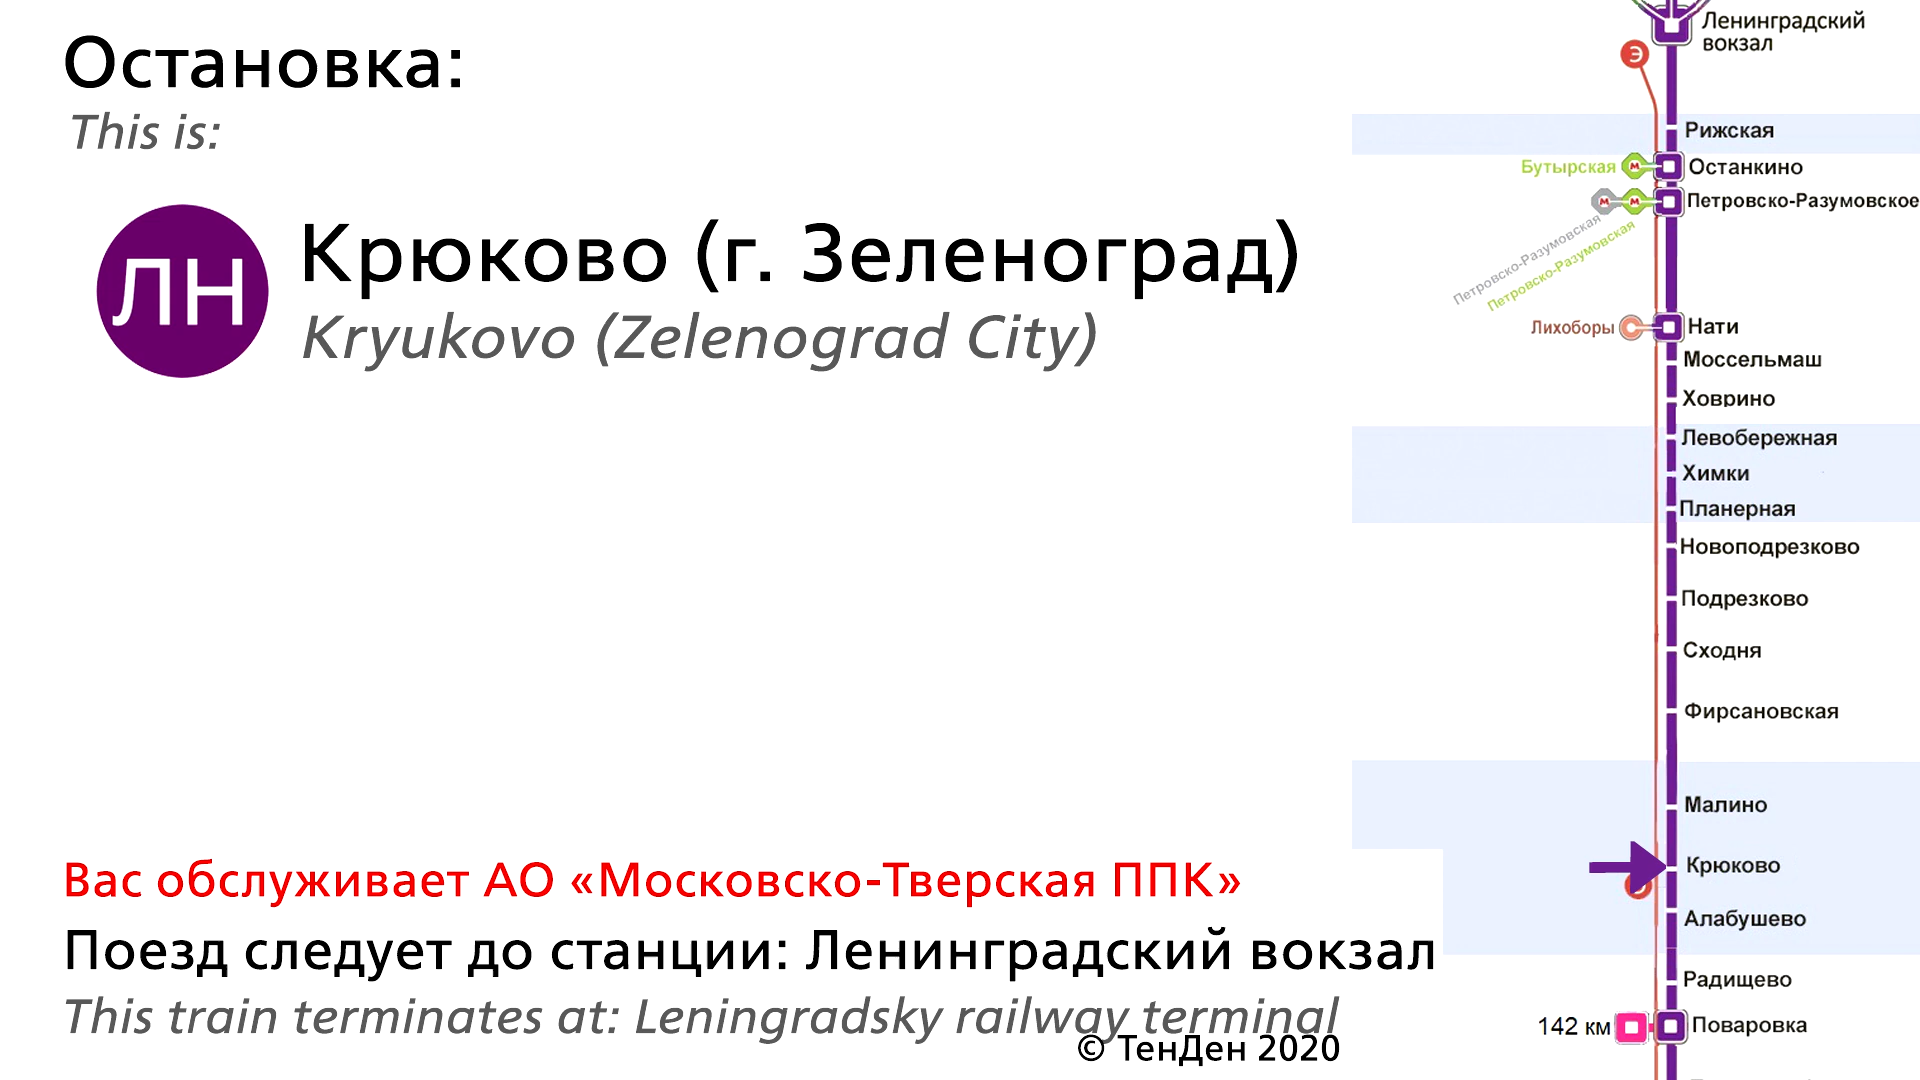 Остановка:
This is:
ЛН
Крюково (г. Зеленоград)
Kryukovo (Zelenograd City)
Вас обслуживает АО «Московско-Тверская ППК»
Поезд следует до станции: Ленинградский вокзал
This train terminates at: Leningradsky railway terminal
© ТенДен 2020
Ленинградский
вокзал
Э
Рижская
Бутырская
М
Останкино
М
М
Петровско-Разумовское
Петровско-Разумовская
Петровско-Разумовская
Лихоборы
Нати
Моссельмаш
Ховрино
Левобережная
Химки
Планерная
Новоподрезково
Подрезково
Сходня
Фирсановская
Малино
Крюково
Алабушево
Радищево
142 км
Поваровка